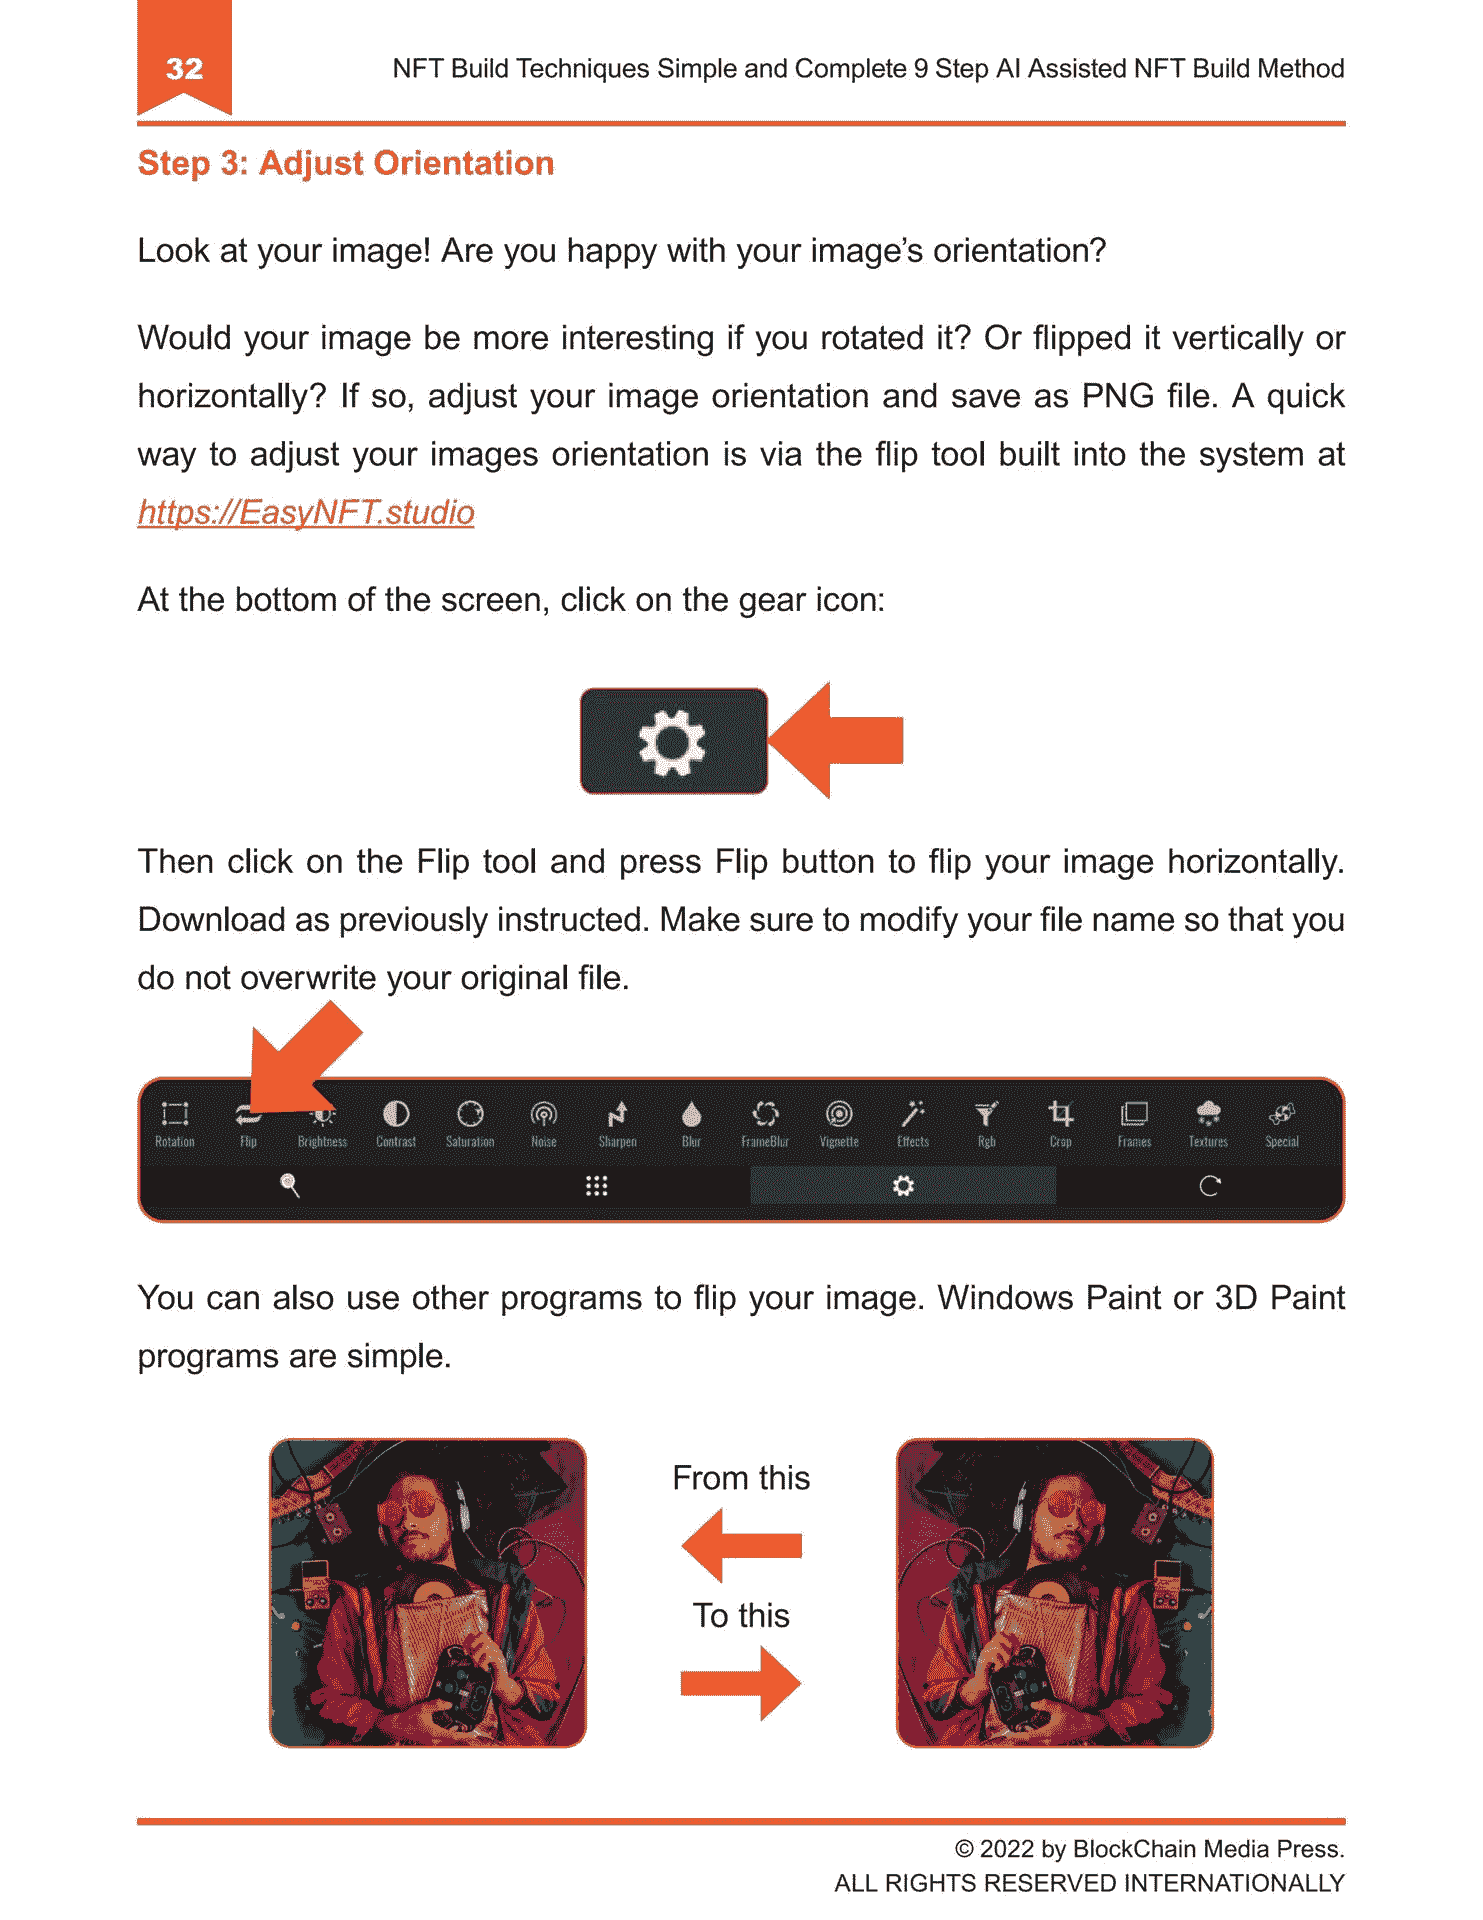 32
NFT Build Techniques Simple and Complete 9 Step AI Assisted NFT Build Method
Step 3: Adjust Orientation
Look at your image! Are you happy with your image’s orientation?
Would your image be more interesting if you rotated it? Or flipped it vertically or
horizontally? If so, adjust your image orientation and save as PNG file. A quick
way to adjust your images orientation is via the flip tool built into the system at
https://EasyNFT.studio
At the bottom of the screen, click on the gear icon:
Then click on the Flip tool and press Flip button to flip your image horizontally.
Download as previously instructed. Make sure to modify your file name so that you
do not overwrite your original file.
Rotation Flip Brightness Contrast Saturation Noise Sharpen Blur FrameBlur Vignette Effects Rgb Crop Frames Textures Special
You can also use other programs to flip your image. Windows Paint or 3D Paint
programs are simple.
From this
To this
© 2022 by BlockChain Media Press.
ALL RIGHTS RESERVED INTERNATIONALLY